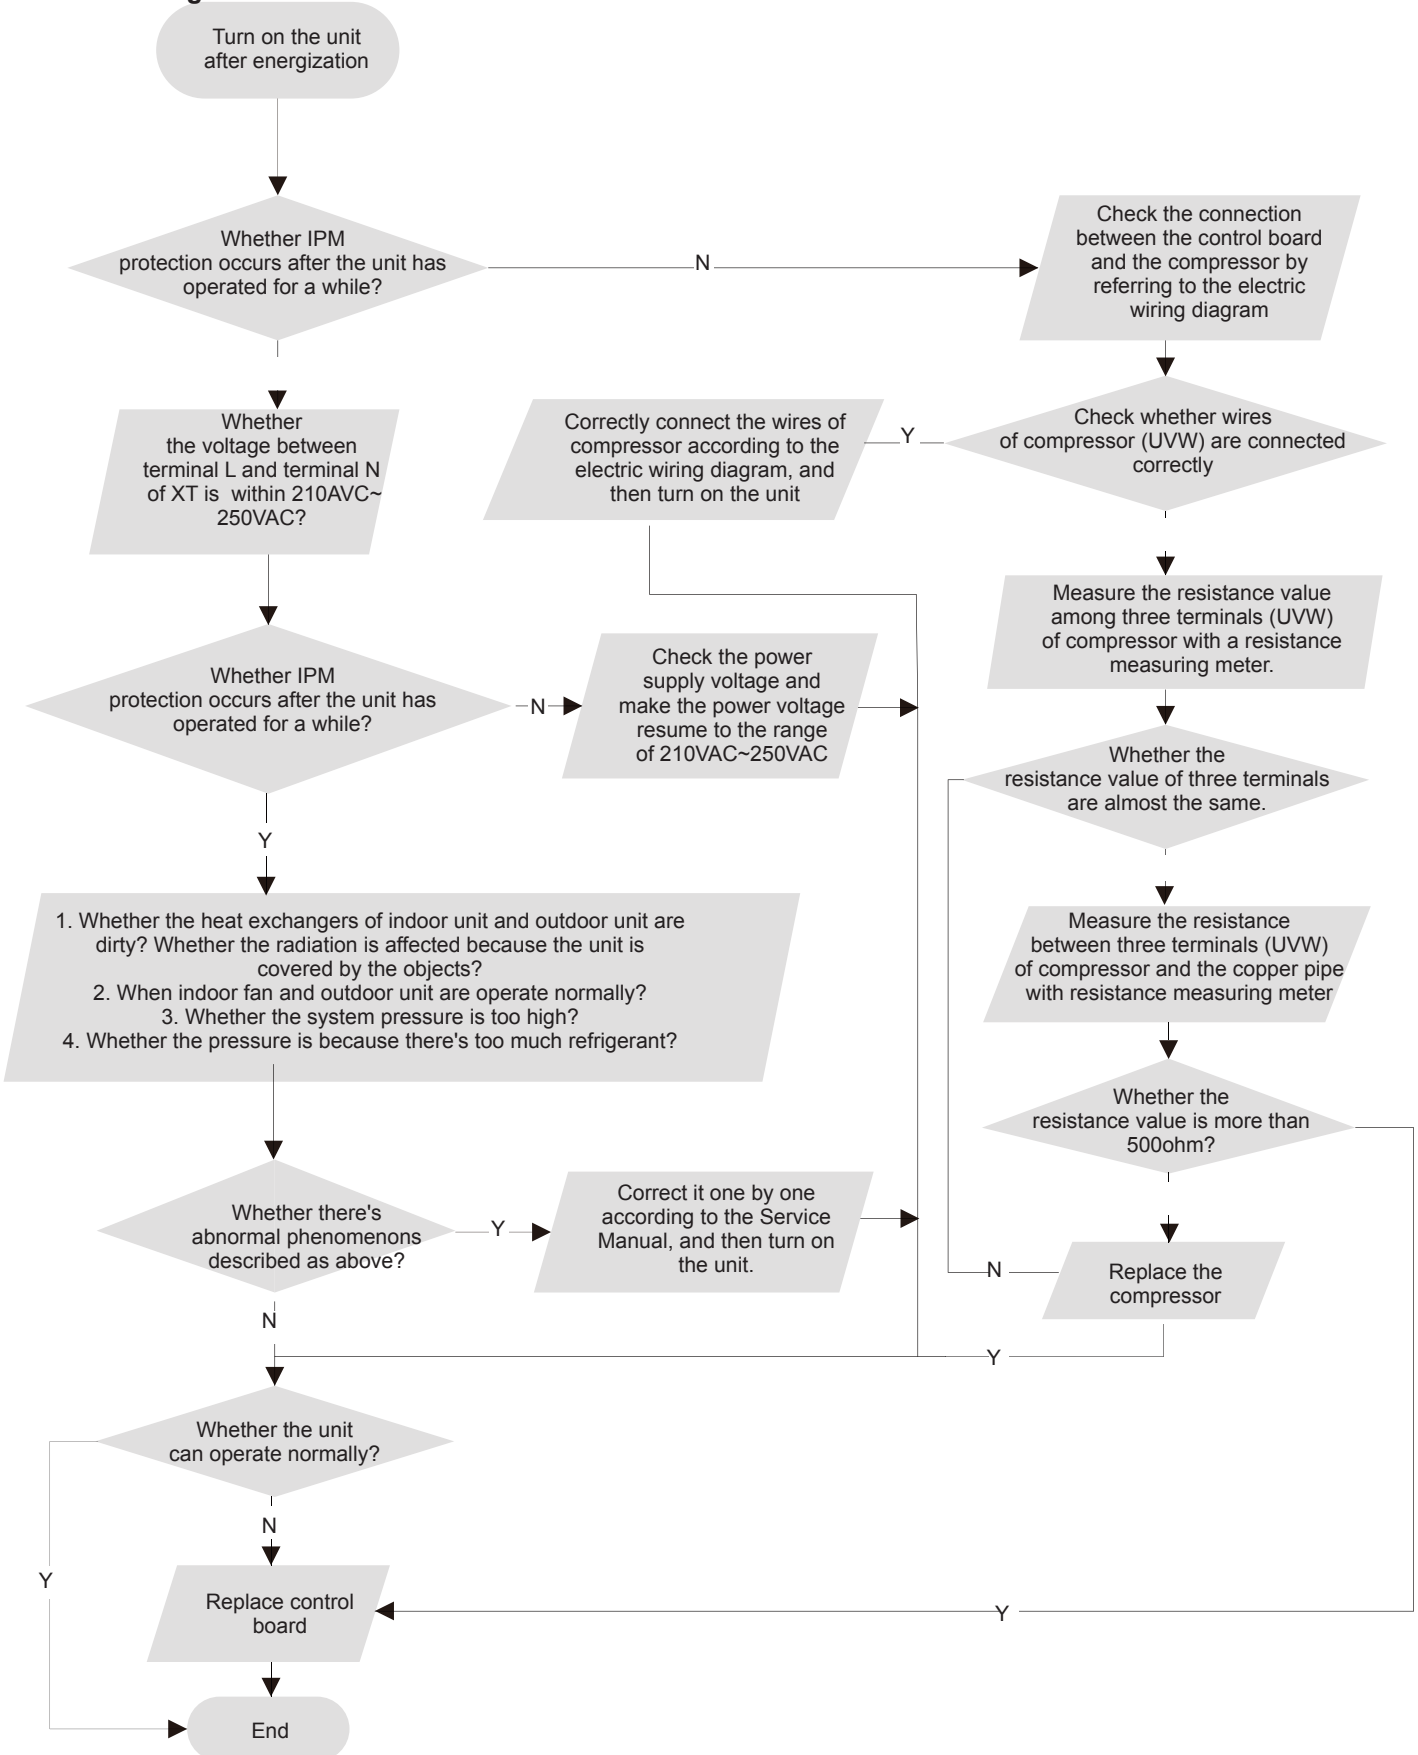 Turn on the unit
after energization
Whether IPM
protection occurs after the unit has
operated for a while?
N
Check the connection
between the control board
and the compressor by
referring to the electric
wiring diagram
Whether
the voltage between
terminal L and terminal N
of XT is within 210AVC~
250VAC?
Correctly connect the wires of
compressor according to the
electric wiring diagram, and
then turn on the unit
Y
Check whether wires
of compressor (UVW) are connected
correctly
Measure the resistance value
among three terminals (UVW)
of compressor with a resistance
measuring meter.
Whether IPM
protection occurs after the unit has
operated for a while?
N
Check the power
supply voltage and
make the power voltage
resume to the range
of 210VAC~250VAC
Whether the
resistance value of three terminals
are almost the same.
Y
1. Whether the heat exchangers of indoor unit and outdoor unit are
dirty? Whether the radiation is affected because the unit is
covered by the objects?
2. When indoor fan and outdoor unit are operate normally?
3. Whether the system pressure is too high?
4. Whether the pressure is because there's too much refrigerant?
Measure the resistance
between three terminals (UVW)
of compressor and the copper pipe
with resistance measuring meter
Whether the
resistance value is more than
500ohm?
Whether there's
abnormal phenomenons
described as above?
Y
Correct it one by one
according to the Service
Manual, and then turn on
the unit.
N
Replace the
compressor
N
Y
Whether the unit
can operate normally?
N
Y
Replace control
board
Y
End